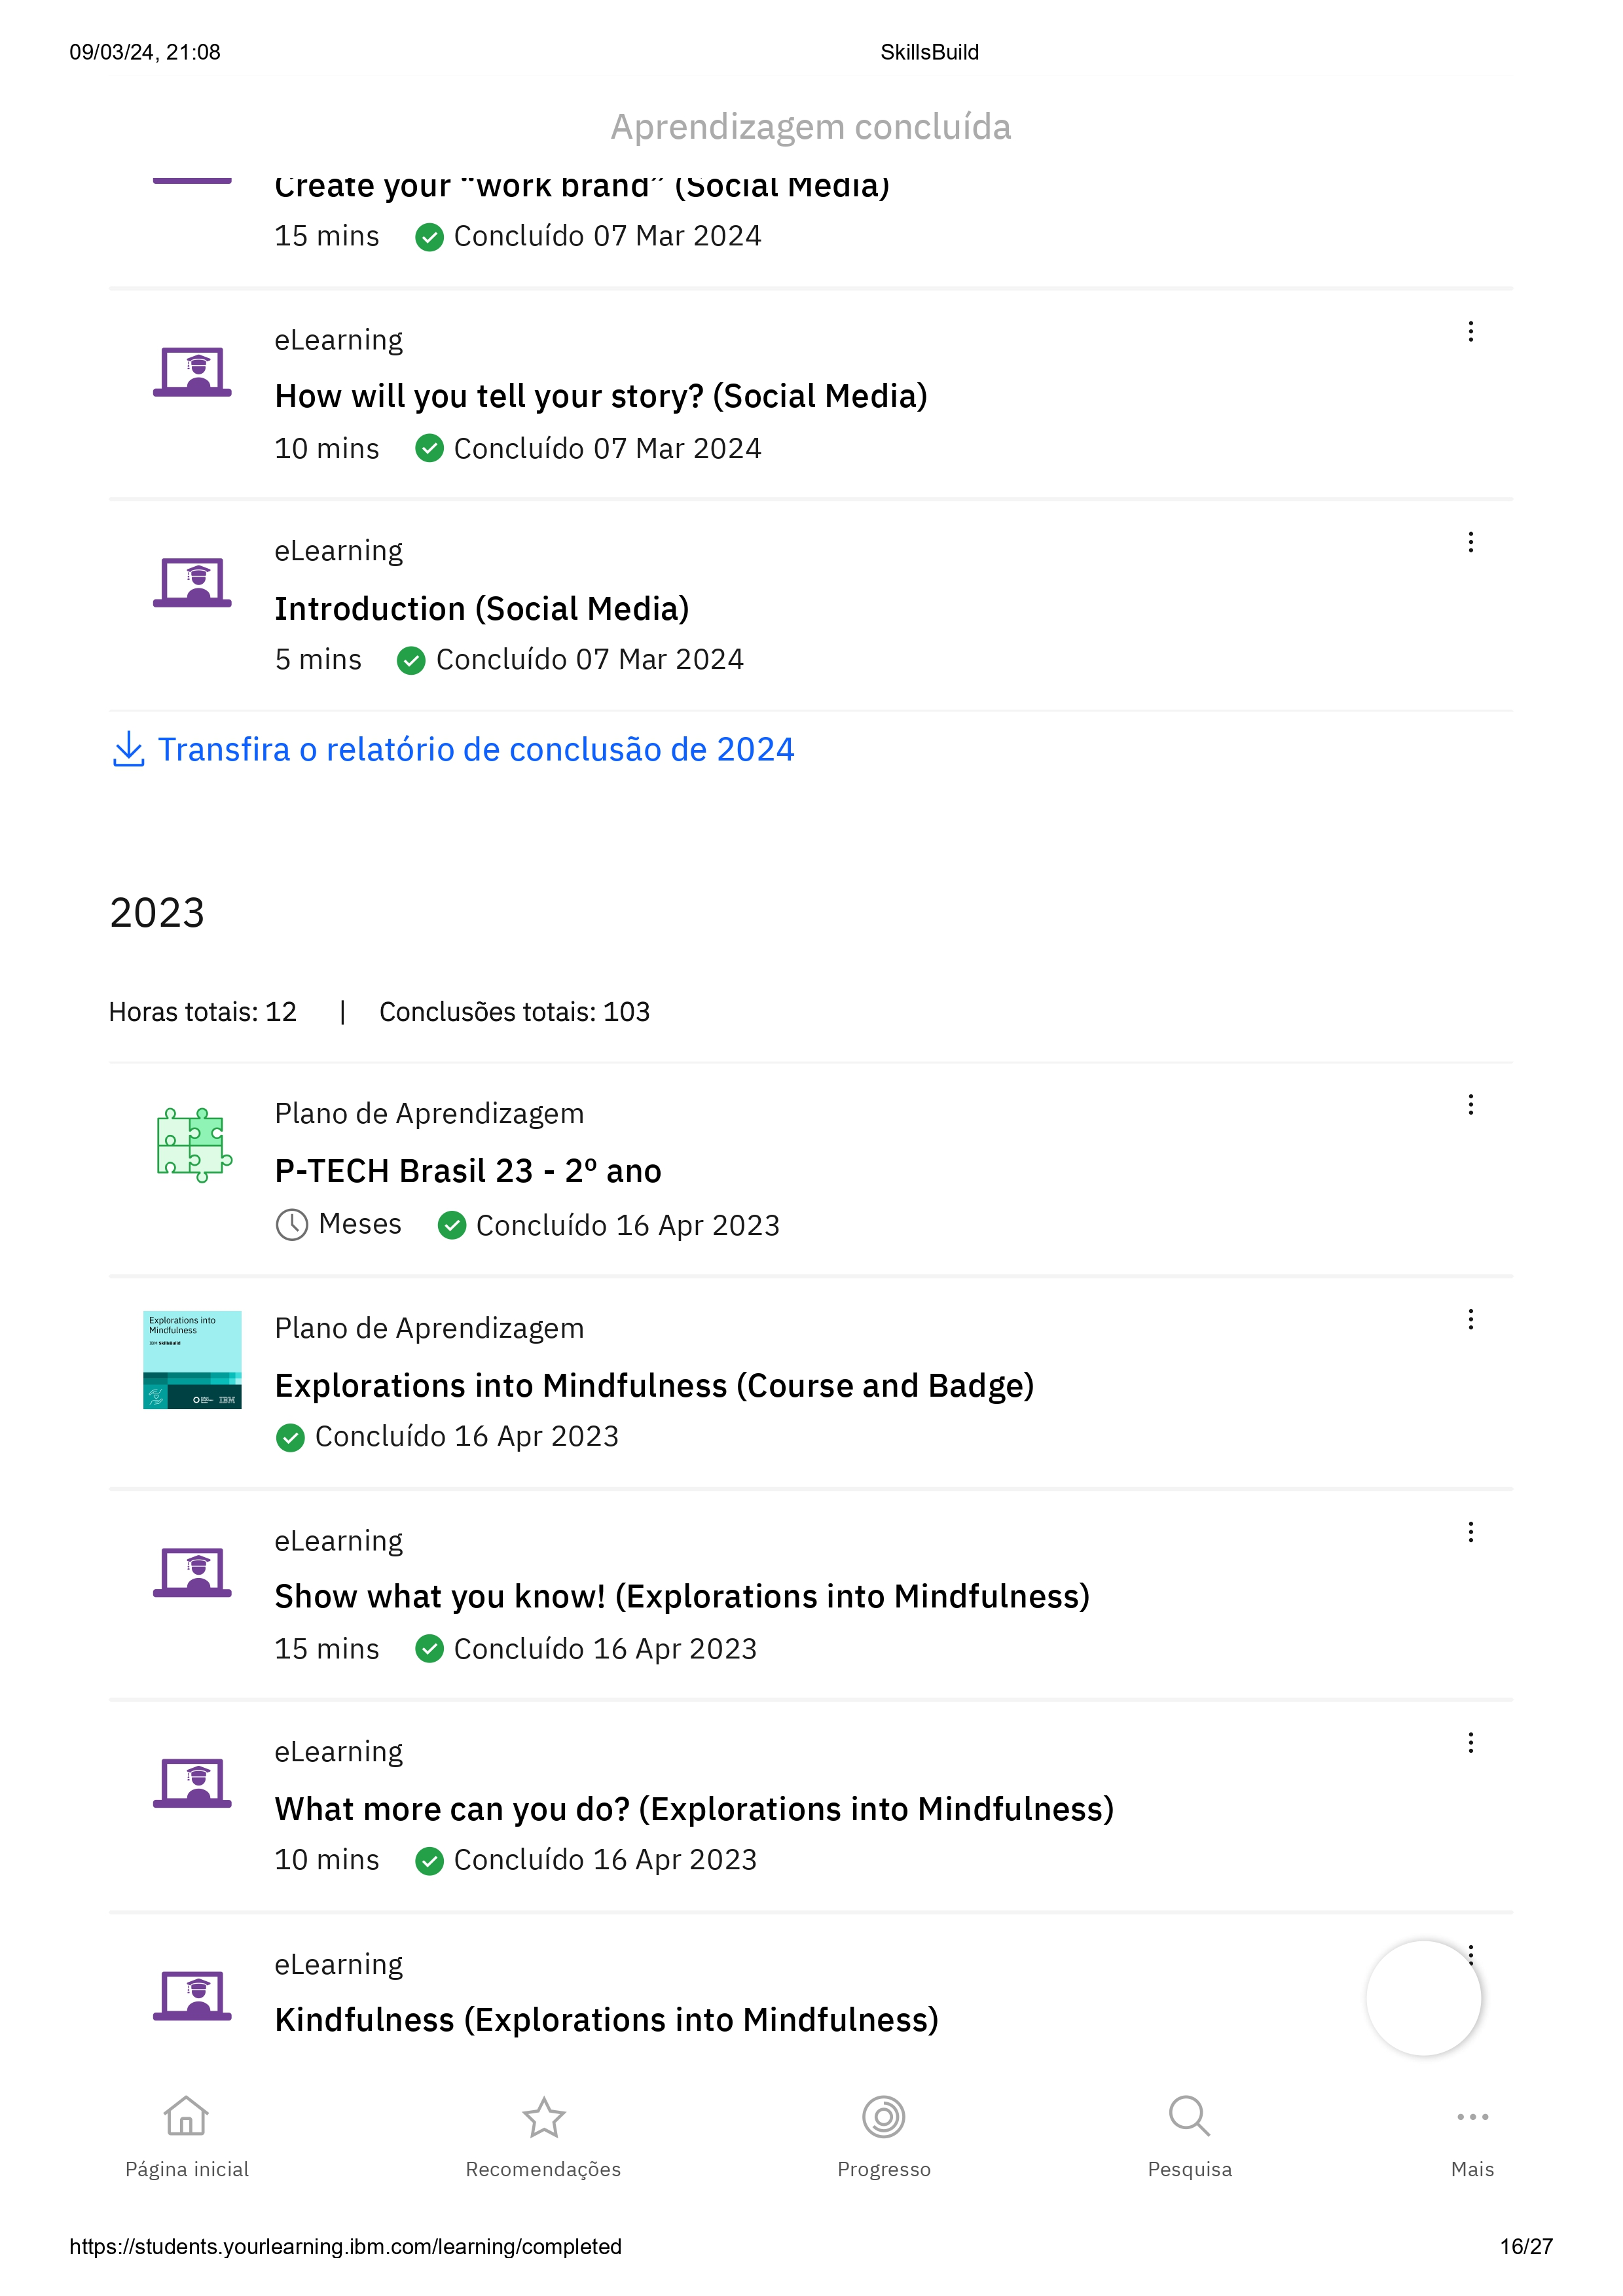 09/03/24, 21:08 SkillsBuild
Aprendizagem concluída
Create your “work brand” (Social Media)
15 mins Concluído 07 Mar 2024
eLearning
How will you tell your story? (Social Media)
10 mins Concluído 07 Mar 2024
eLearning
Introduction (Social Media)
5 mins Concluído 07 Mar 2024
Transfira o relatório de conclusão de 2024
2023
Horas totais: 12 | Conclusões totais: 103
Plano de Aprendizagem
P-TECH Brasil 23 - 2º ano
Meses Concluído 16 Apr 2023
Explorations into
Mindfulness
IBM SkillsBuild
IBM
Plano de Aprendizagem
Explorations into Mindfulness (Course and Badge)
Concluído 16 Apr 2023
eLearning
Show what you know! (Explorations into Mindfulness)
15 mins Concluído 16 Apr 2023
eLearning
What more can you do? (Explorations into Mindfulness)
10 mins Concluído 16 Apr 2023
eLearning
Kindfulness (Explorations into Mindfulness)
Página inicial Recomendações Progresso Pesquisa Mais
https://students.yourlearning.ibm.com/learning/completed 16/27